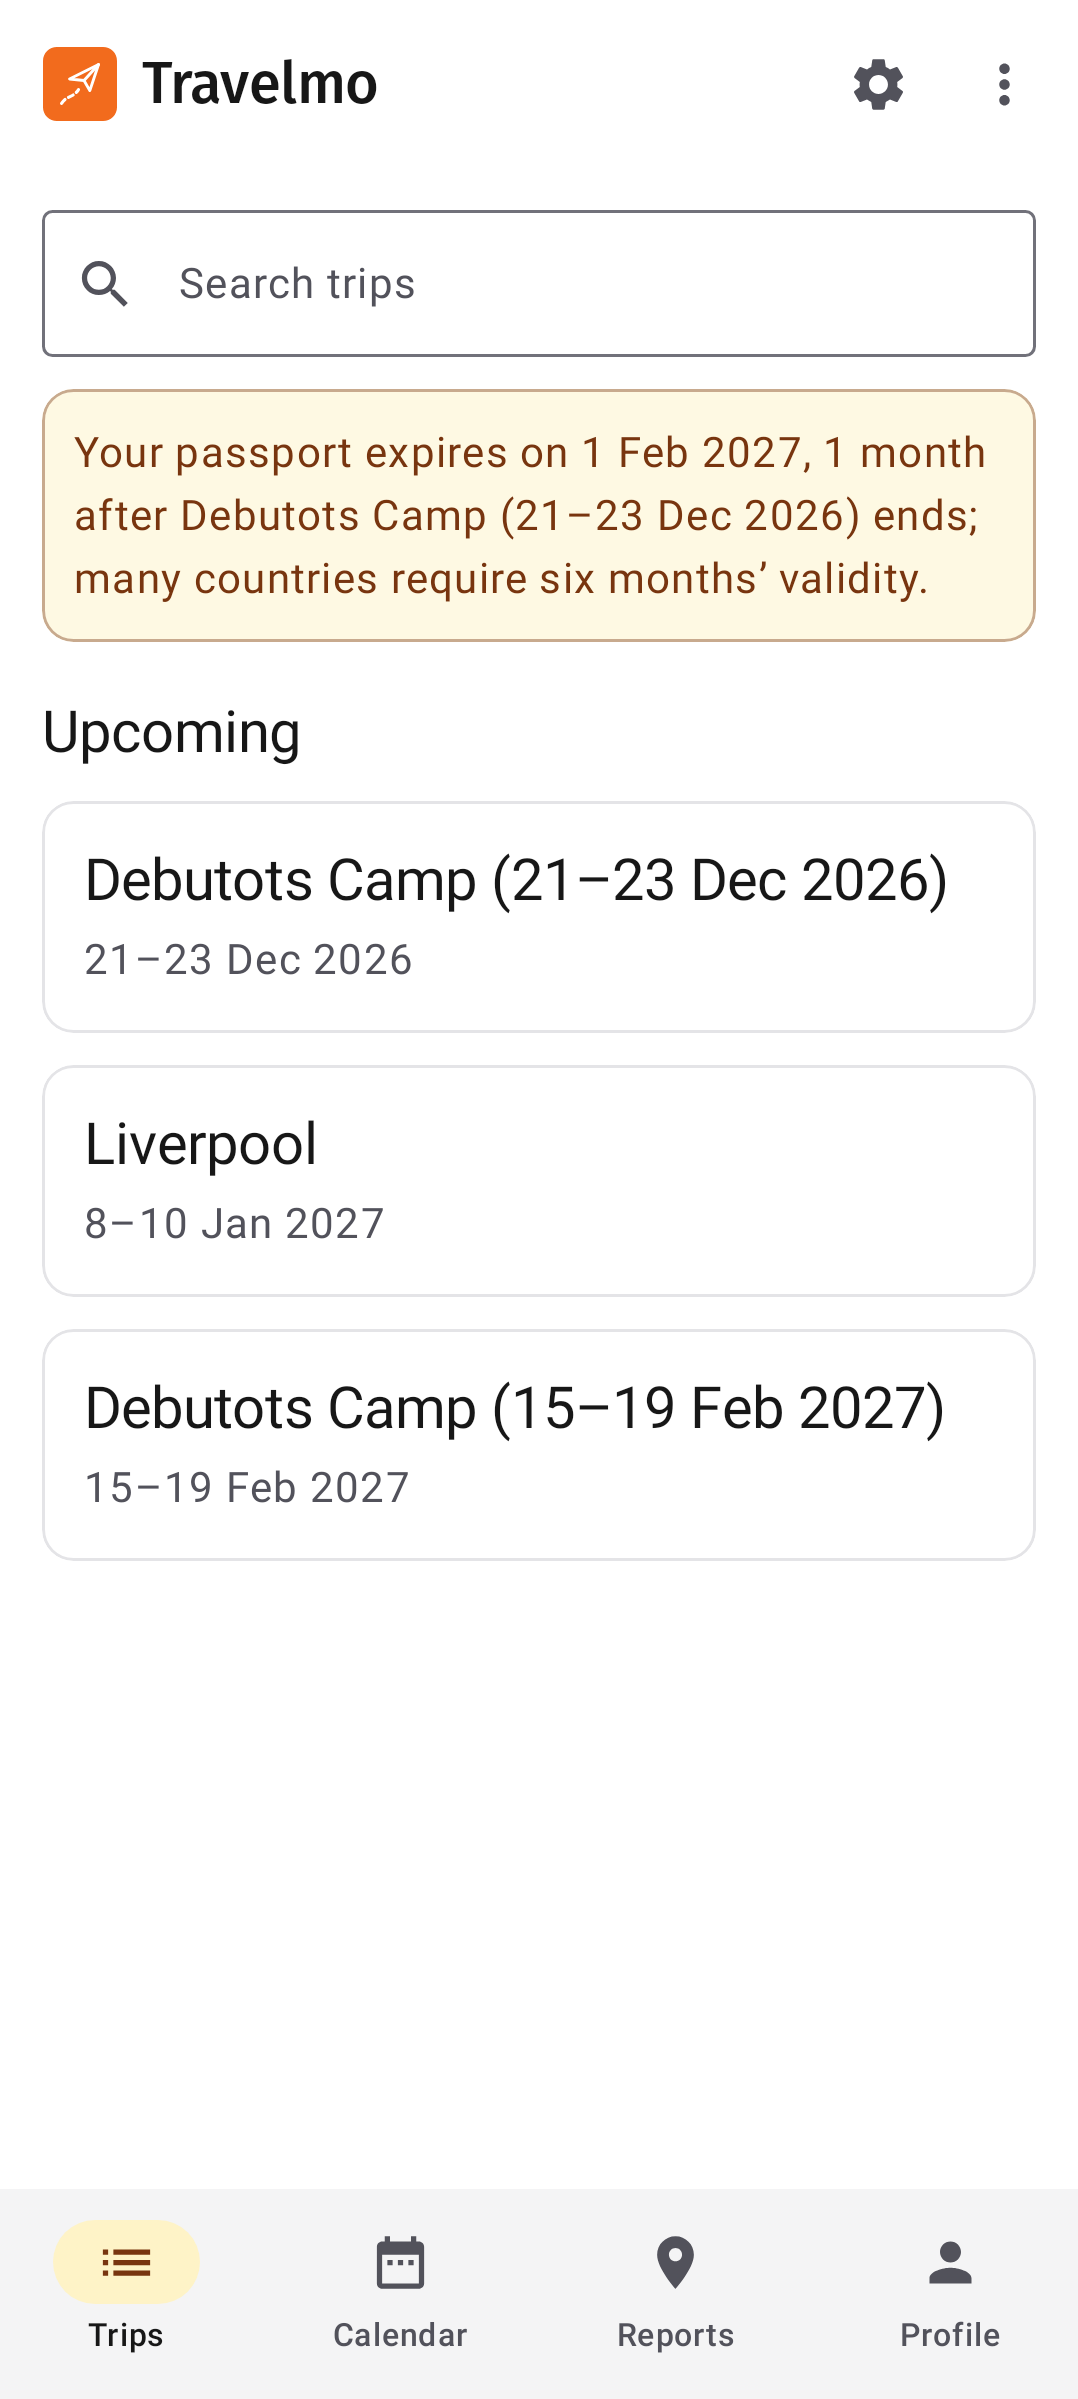 Travelmo
Search trips
Your passport expires on 1 Feb 2027, 1 month
after Debutots Camp (21–23 Dec 2026) ends;
many countries require six months’ validity.
Upcoming
Debutots Camp (21–23 Dec 2026)
21–23 Dec 2026
Liverpool
8–10 Jan 2027
Debutots Camp (15–19 Feb 2027)
15–19 Feb 2027
Trips
Calendar
Reports
Profile